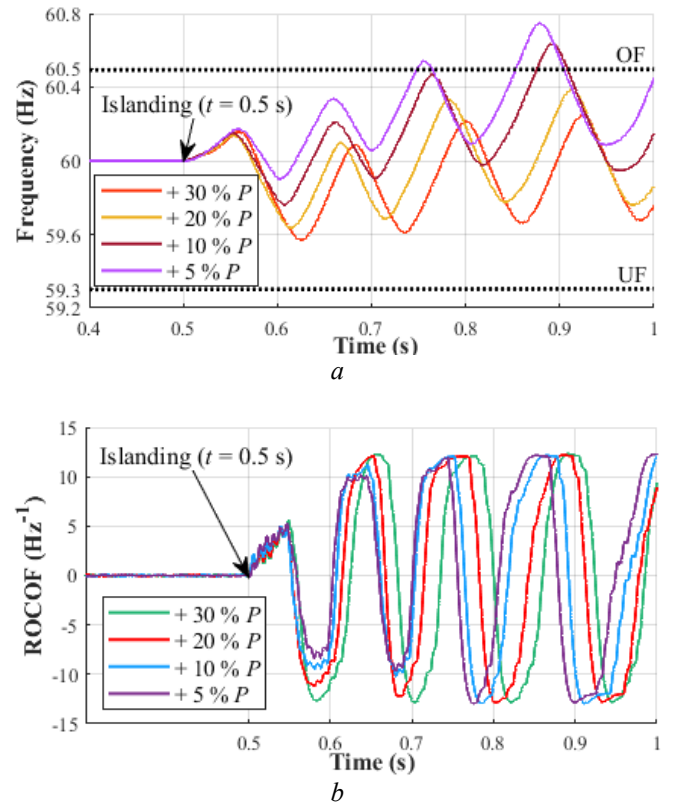 60.8
60.5
60.4
60
59.6
59.3
59.2
Frequency (Hz)
OF
Islanding (t = 0.5 s)
+ 30 % P
+ 20 % P
+ 10 % P
+ 5 % P
UF
0.4 0.5 0.6 0.7 0.8 0.9 1
Time (s)
a
15
10
5
0
-5
-10
-15
ROCOF (Hz-1)
Islanding (t = 0.5 s)
+ 30 % P
+ 20 % P
+ 10 % P
+ 5 % P
0.5 0.6 0.7 0.8 0.9 1
Time (s)
b